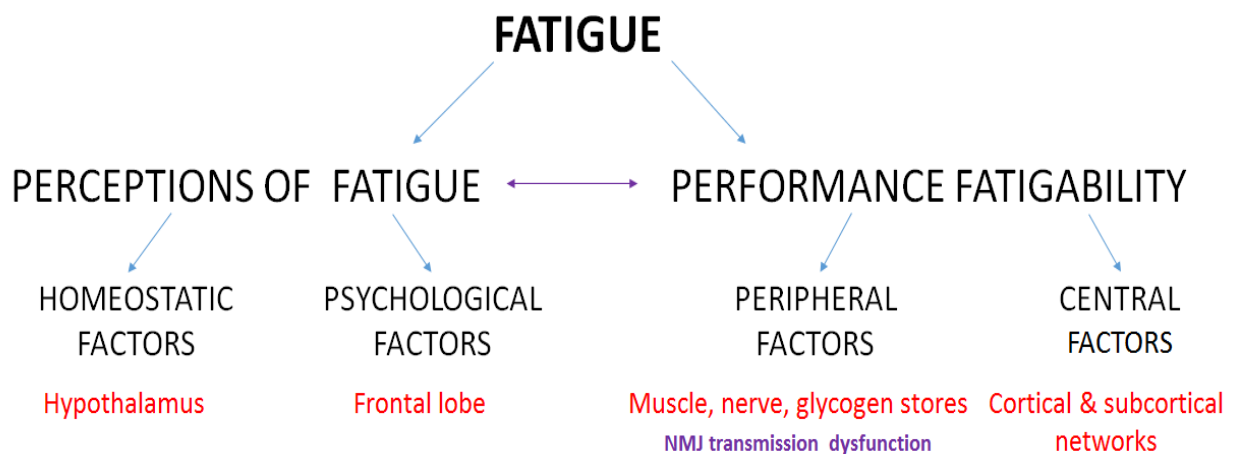 FATIGUE
PERCEPTIONS OF FATIGUE
PERFORMANCE FATIGABILITY
HOMEOSTATIC
FACTORS
PSYCHOLOGICAL
FACTORS
PERIPHERAL
FACTORS
CENTRAL
FACTORS
Hypothalamus
Frontal lobe
Muscle, nerve, glycogen stores
NMJ transmission dysfunction
Cortical & subcortical
networks